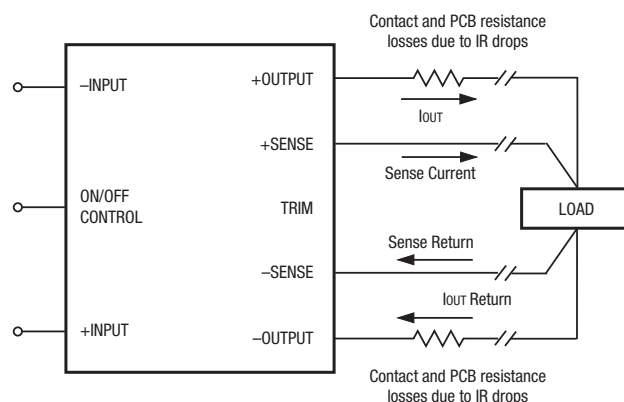 Contact and PCB resistance
losses due to IR drops
–INPUT
+OUTPUT
IOUT
+SENSE
Sense Current
ON/OFF
CONTROL
TRIM
LOAD
Sense Return
–SENSE
IOUT Return
+INPUT
–OUTPUT
Contact and PCB resistance
losses due to IR drops